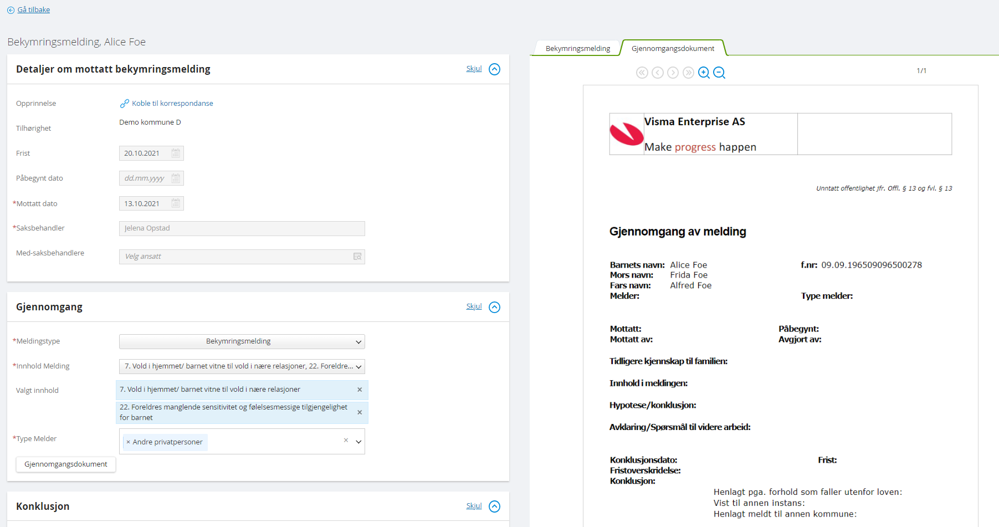 Gå tilbake
Bekymringsmelding, Alice Foe
Detaljer om mottatt bekymringsmelding
Skjul
Opprinnelse
Koble til korrespondanse
Tilhørighet
Demo kommune D
Frist
20.10.2021
Påbegynt dato
dd.mm.yyyy
*Mottatt dato
13.10.2021
*Saksbehandler
Jelena Opstad
Med-saksbehandlere
Velg ansatt
Gjennomgang
Skjul
*Meldingstype
Bekymringsmelding
*Innhold Melding
7. Vold i hjemmet/ barnet vitne til vold i nære relasjoner, 22. Foreldre...
Valgt innhold
7. Vold i hjemmet/ barnet vitne til vold i nære relasjoner ×
22. Foreldres manglende sensitivitet og følelsesmessige tilgjengelighet
for barnet ×
*Type Melder
× Andre privatpersoner ×
Gjennomgangsdokument
Konklusjon
Skjul
Bekymringsmelding
Gjennomgangsdokument
1/1
Visma Enterprise AS
Make progress happen
Unntatt offentlighet jfr. Offl. § 13 og fvl. § 13
Gjennomgang av melding
Barnets navn: Alice Foe f.nr: 09.09.196509096500278
Mors navn: Frida Foe
Fars navn: Alfred Foe
Melder: Type melder:
Mottatt: Påbegynt:
Mottatt av: Avgjort av:
Tidligere kjennskap til familien:
Innhold i meldingen:
Hypotese/konklusjon:
Avklaring/Spørsmål til videre arbeid:
Konklusjonsdato: Frist:
Fristoverskridelse:
Konklusjon:
Henlagt pga. forhold som faller utenfor loven:
Vist til annen instans:
Henlagt meldt til annen kommune: